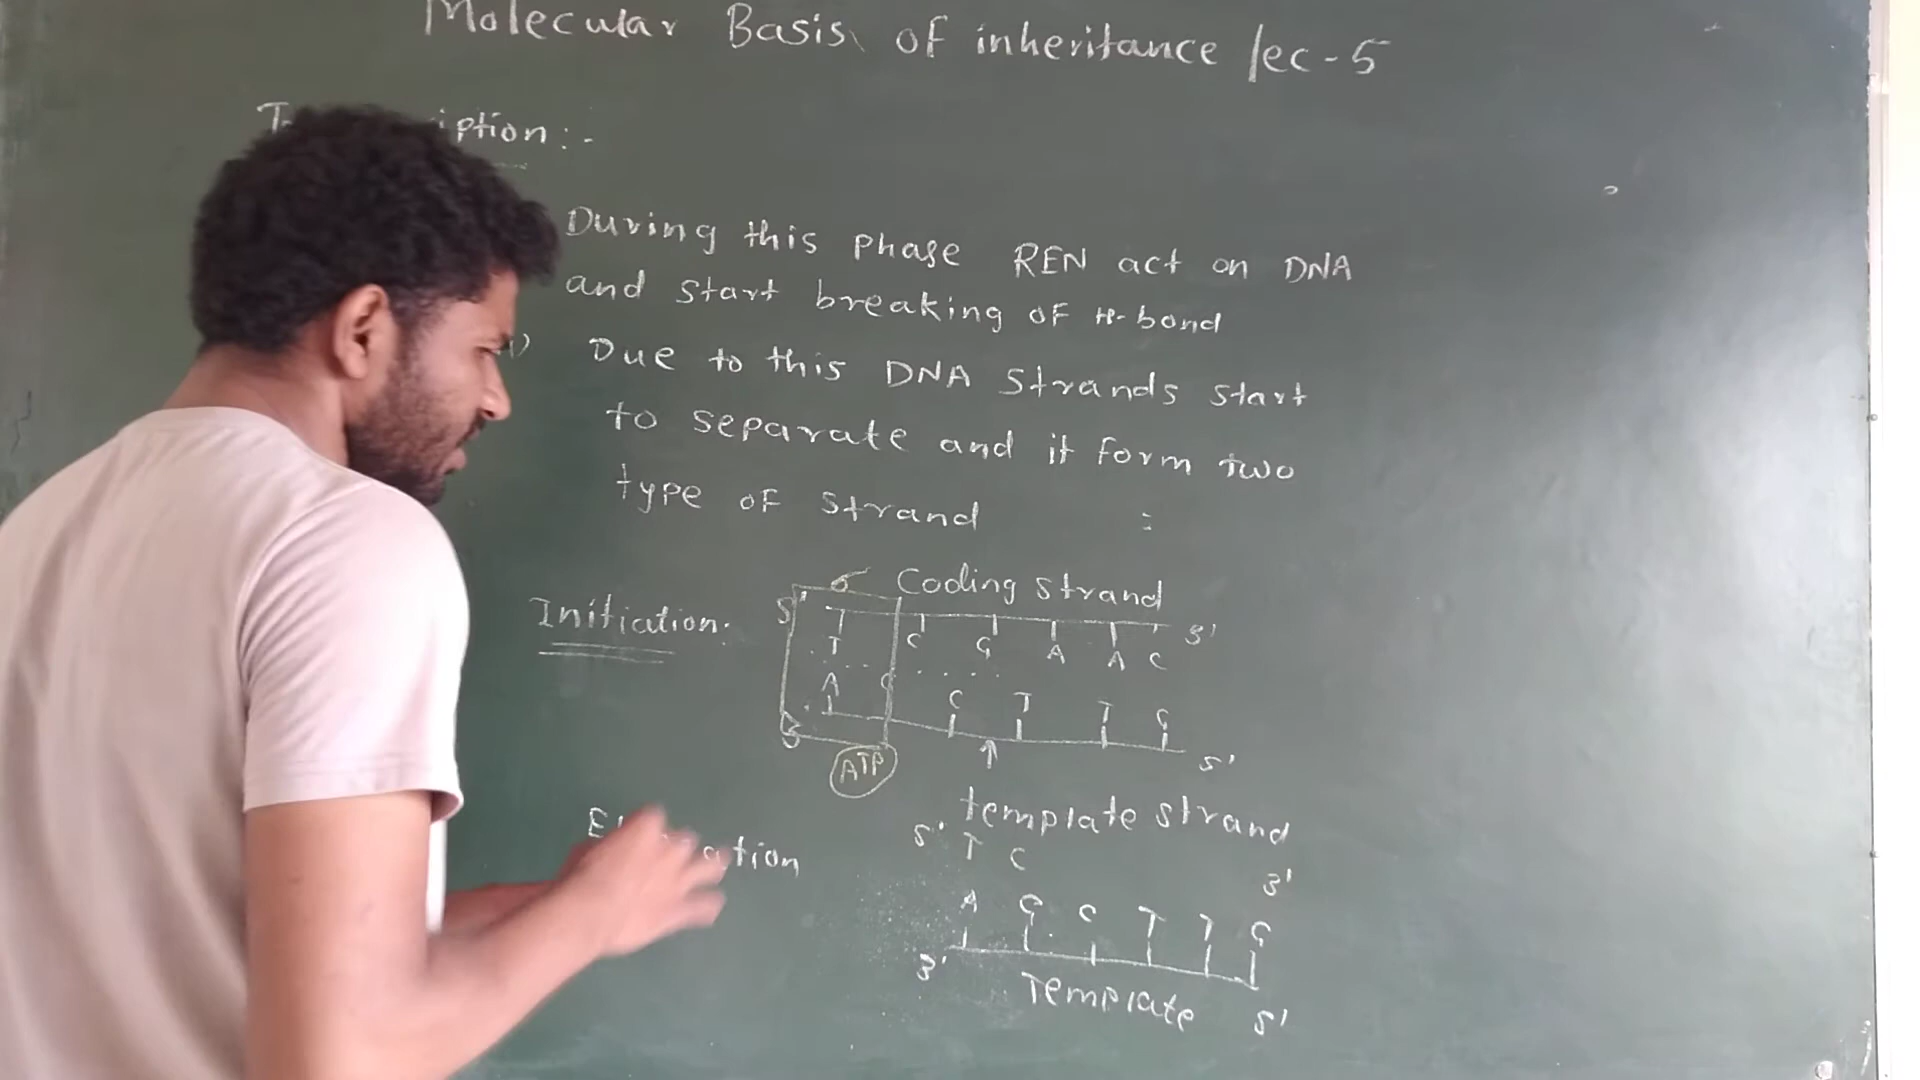 Molecular Basis of inheritance lec-5
iption:-
During this phase REN act on DNA
and start breaking of H-bond
Due to this DNA Strands start
to separate and it form two
type of strand :
σ Coding strand
Initiation.
5' 3'
T C G A A C
A G C T T G
5'
ATP
template strand
5' T C
3'
ation
A G C T T G
3'
Template 5'